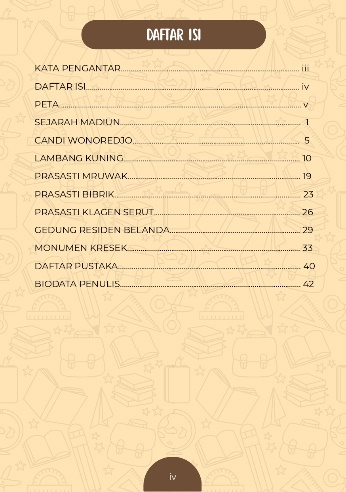 DAFTAR ISI
KATA PENGANTAR.......................................................................... iii
DAFTAR ISI....................................................................................... iv
PETA................................................................................................. v
SEJARAH MADIUN.......................................................................... 1
CANDI WONOREDJO...................................................................... 5
LAMBANG KUNING......................................................................... 10
PRASASTI MRUWAK....................................................................... 19
PRASASTI BIBRIK............................................................................ 23
PRASASTI KLAGEN SERUT............................................................. 26
GEDUNG RESIDEN BELANDA........................................................ 29
MONUMEN KRESEK....................................................................... 33
DAFTAR PUSTAKA........................................................................... 40
BIODATA PENULIS.......................................................................... 42
iv